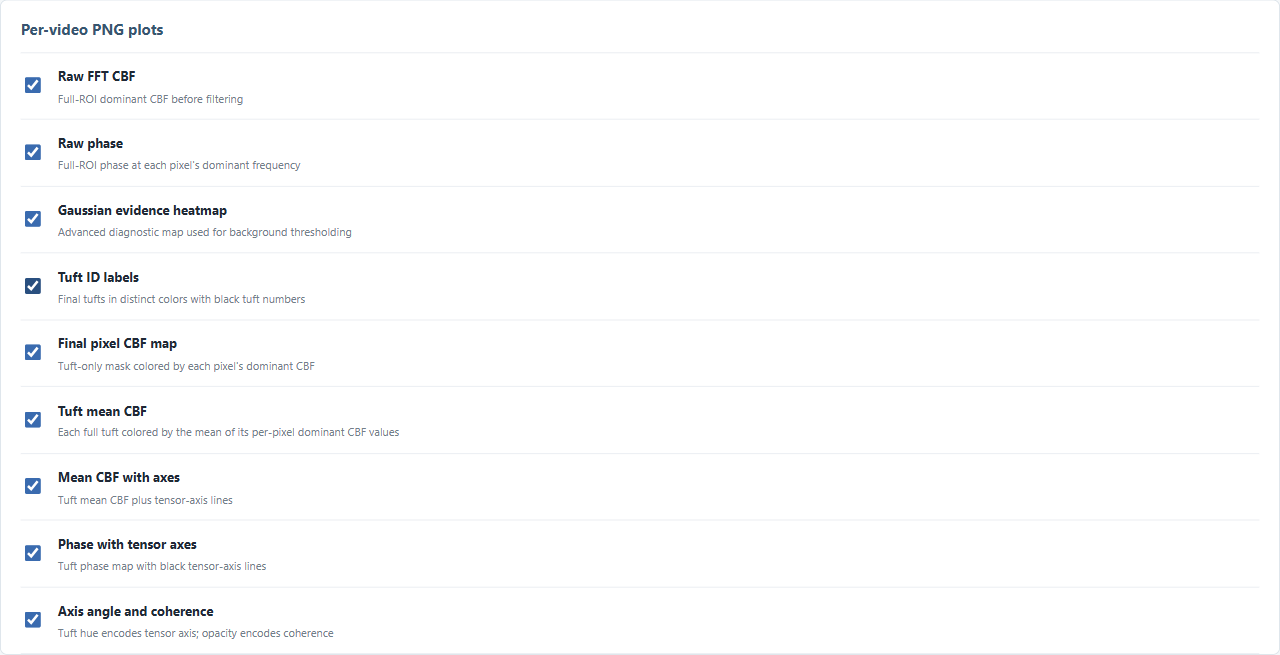 Per-video PNG plots
Raw FFT CBF
Full-ROI dominant CBF before filtering
Raw phase
Full-ROI phase at each pixel's dominant frequency
Gaussian evidence heatmap
Advanced diagnostic map used for background thresholding
Tuft ID labels
Final tufts in distinct colors with black tuft numbers
Final pixel CBF map
Tuft-only mask colored by each pixel's dominant CBF
Tuft mean CBF
Each full tuft colored by the mean of its per-pixel dominant CBF values
Mean CBF with axes
Tuft mean CBF plus tensor-axis lines
Phase with tensor axes
Tuft phase map with black tensor-axis lines
Axis angle and coherence
Tuft hue encodes tensor axis; opacity encodes coherence